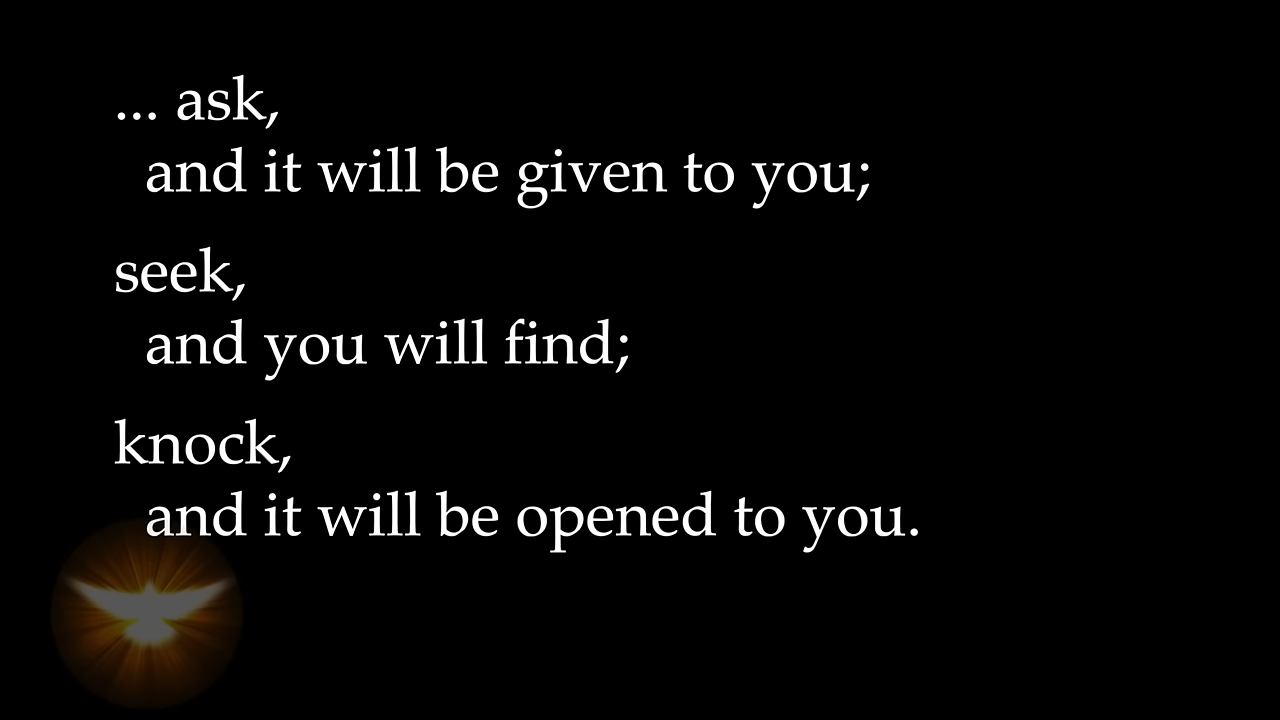 ... ask,
and it will be given to you;
seek,
and you will find;
knock,
and it will be opened to you.